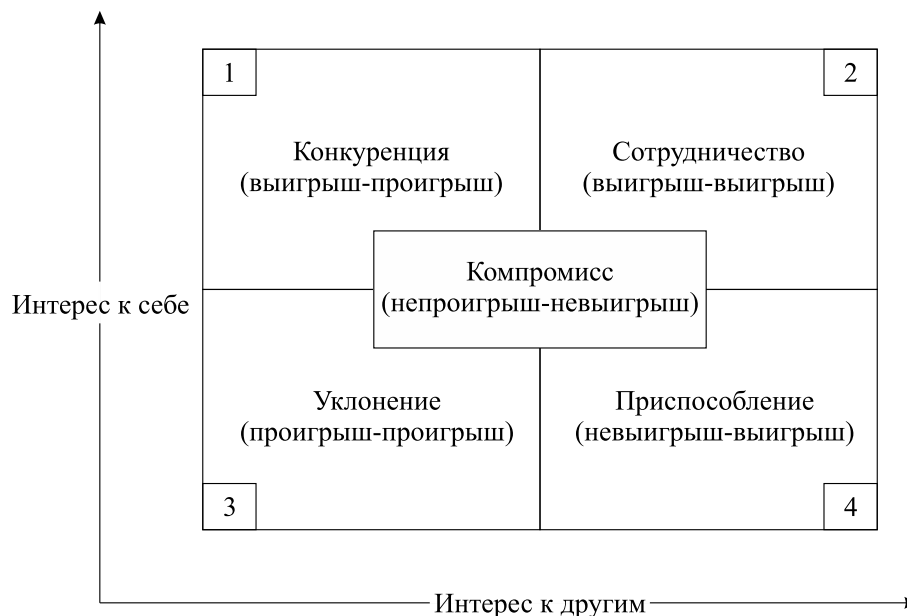 1
2
Конкуренция
(выигрыш-проигрыш)
Сотрудничество
(выигрыш-выигрыш)
Компромисс
(непроигрыш-невыигрыш)
Интерес к себе
Уклонение
(проигрыш-проигрыш)
Приспособление
(невыигрыш-выигрыш)
3
4
Интерес к другим